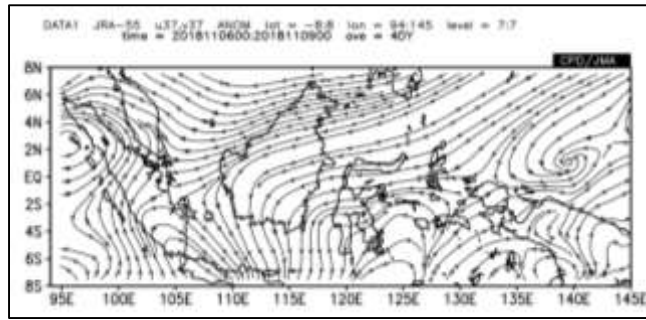 DATA1 JRA-55 u37,v37 ANOM lat = -8:8 lon = 94:145 level = 7:7
time = 2018110600:2018110900 ave = 40Y
CPD/JMA
8N
6N
4N
2N
EQ
2S
4S
6S
8S
95E 100E 105E 110E 115E 120E 125E 130E 135E 140E 145E